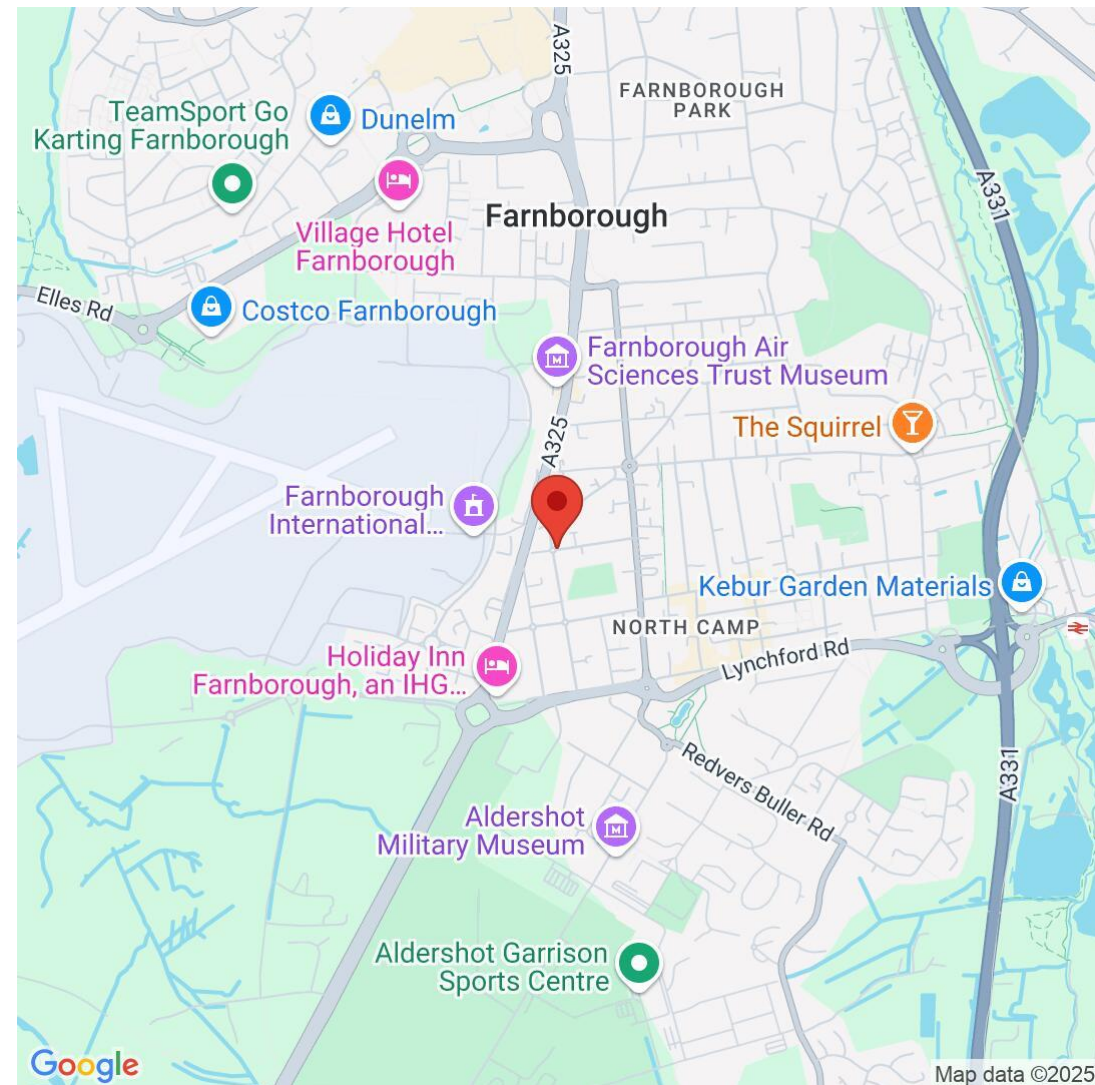 A325
FARNBOROUGH
PARK
TeamSport Go
Karting Farnborough
Dunelm
A331
Village Hotel
Farnborough
Farnborough
Elles Rd
Costco Farnborough
Farnborough Air
Sciences Trust Museum
The Squirrel
A325
Farnborough
International...
Kebur Garden Materials
NORTH CAMP
Holiday Inn
Farnborough, an IHG...
Lynchford Rd
Redvers Buller Rd
A331
Aldershot
Military Museum
Aldershot Garrison
Sports Centre
Google
Map data ©2025